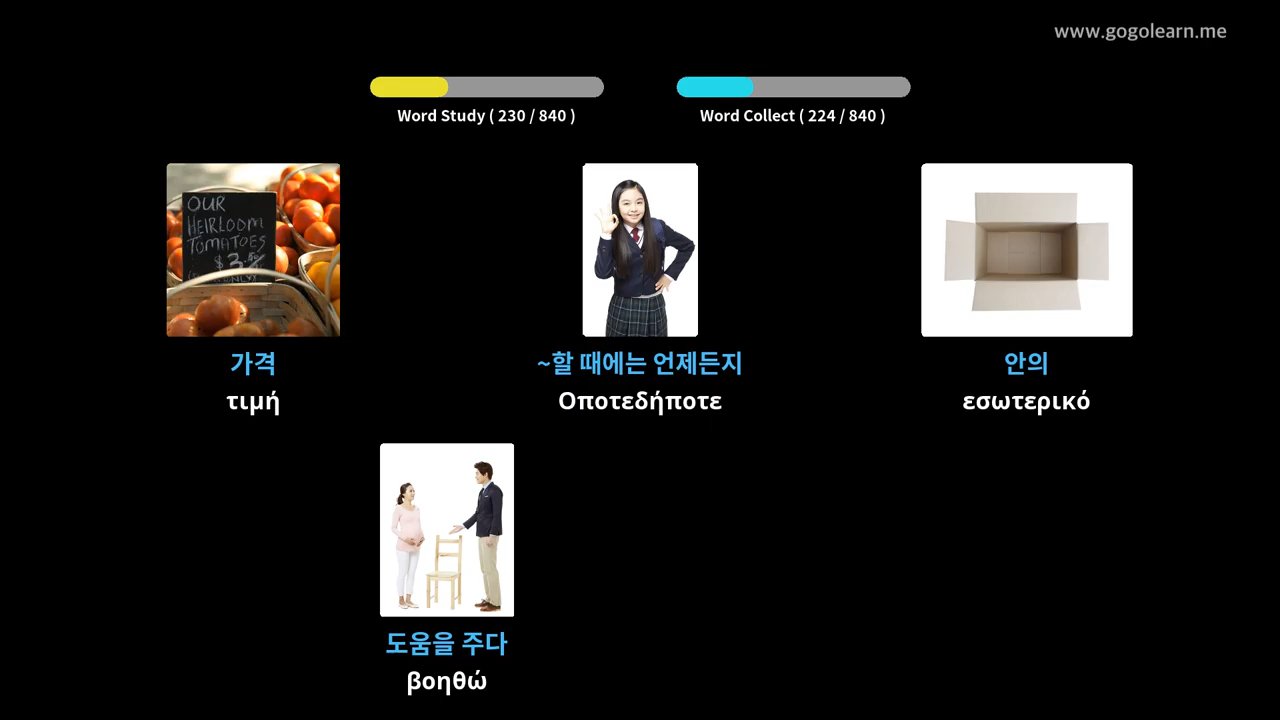 www.gogolearn.me
Word Study ( 230 / 840 )
Word Collect ( 224 / 840 )
OUR
HEIRLOOM
TOMATOES
가격
τιμή
~할 때에는 언제든지
Οποτεδήποτε
안의
εσωτερικό
도움을 주다
βοηθώ